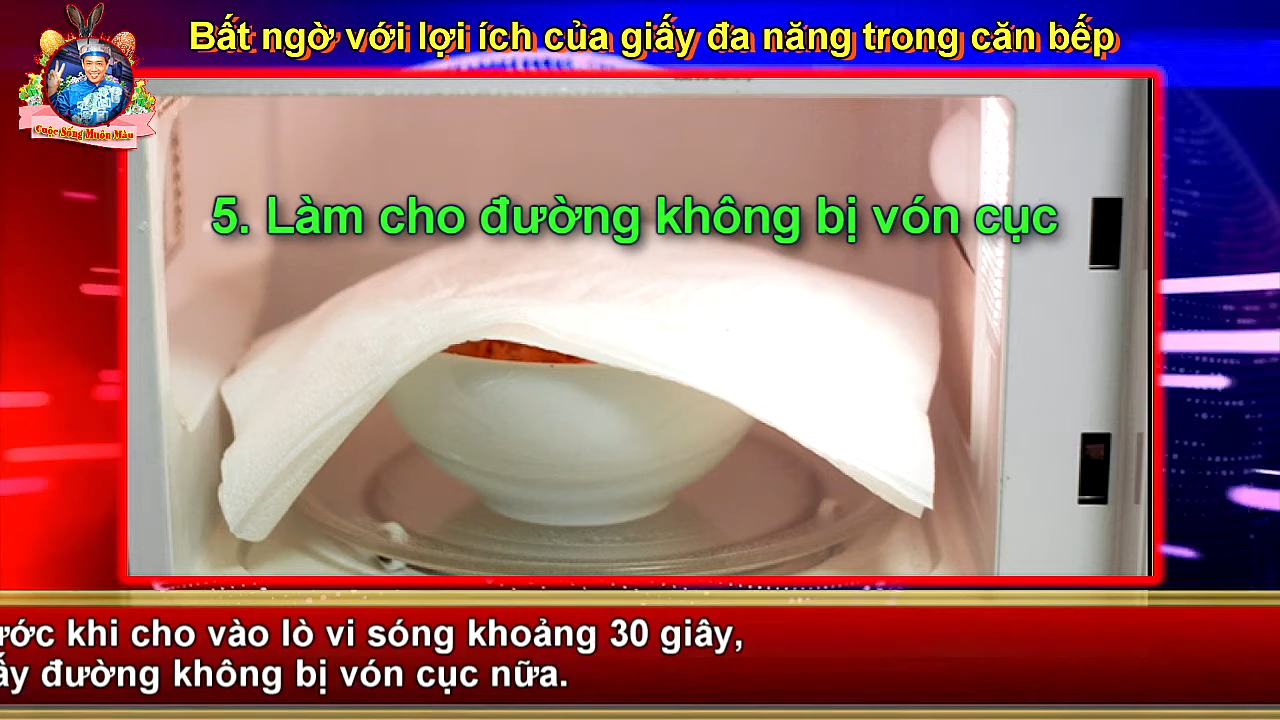 Bất ngờ với lợi ích của giấy đa năng trong căn bếp
Cuộc Sống Muôn Màu
5. Làm cho đường không bị vón cục
khi cho vào lò vi sóng khoảng 30 giây,
đường không bị vón cục nữa.